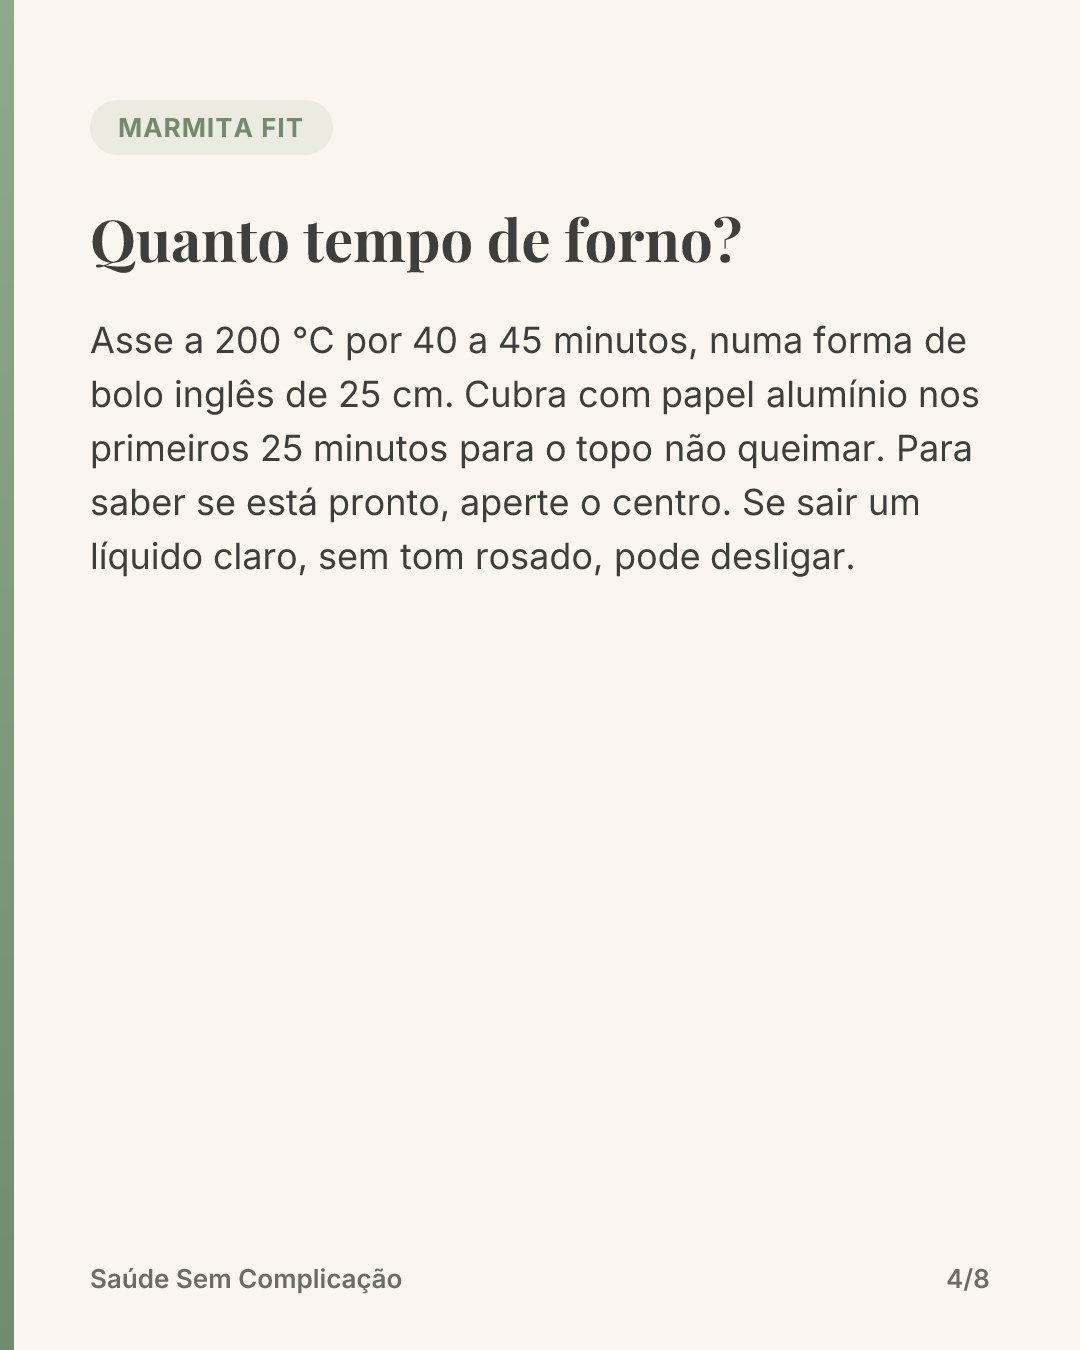 MARMITA FIT
Quanto tempo de forno?
Asse a 200 °C por 40 a 45 minutos, numa forma de
bolo inglês de 25 cm. Cubra com papel alumínio nos
primeiros 25 minutos para o topo não queimar. Para
saber se está pronto, aperte o centro. Se sair um
líquido claro, sem tom rosado, pode desligar.
Saúde Sem Complicação
4/8